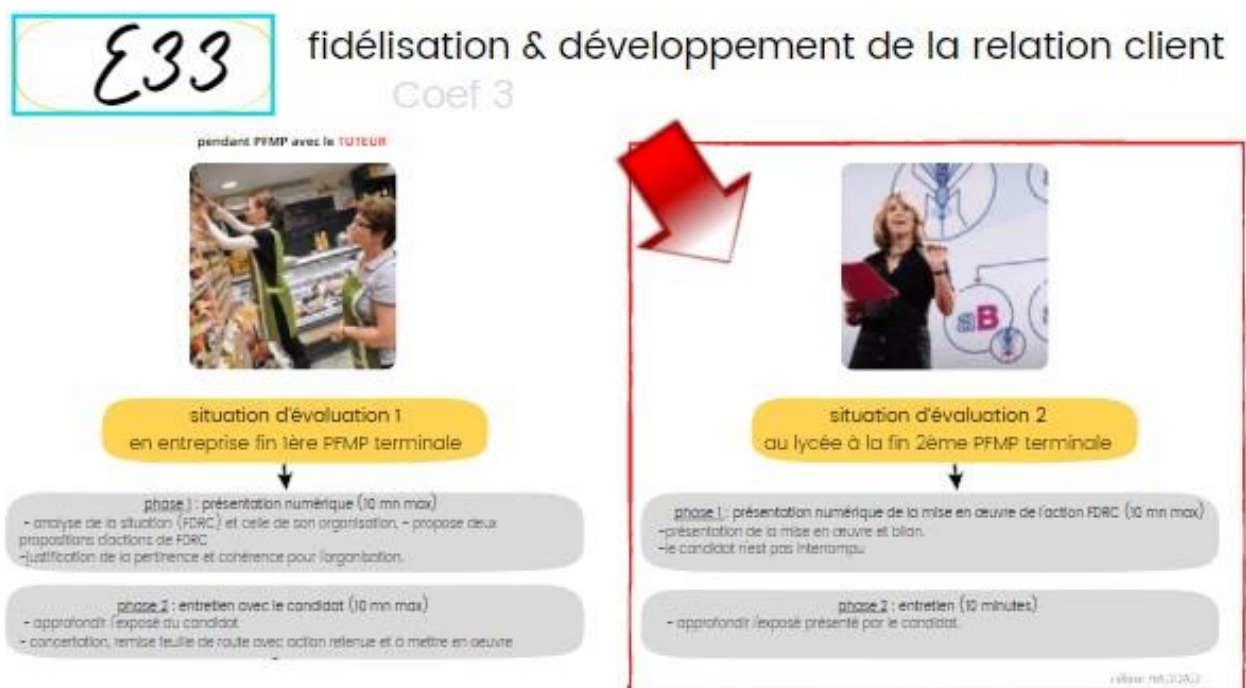 E33
fidélisation & développement de la relation client
Coef 3
pendant PFMP avec le TUTEUR
situation d'évaluation 1
en entreprise fin 1ère PFMP terminale
phase 1 : présentation numérique (10 mn max)
- analyse de la situation (FDRC) et celle de son organisation, - propose deux
propositions d'actions de FDRC
-justification de la pertinence et cohérence pour l'organisation.
phase 2 : entretien avec le candidat (10 mn max)
- approfondir l'exposé du candidat.
- concertation, remise feuille de route avec action retenue et à mettre en oeuvre
aB
situation d'évaluation 2
au lycée à la fin 2ème PFMP terminale
phase 1 : présentation numérique de la mise en œuvre de l'action FDRC (10 mn max)
-présentation de la mise en œuvre et bilan.
-le candidat n'est pas interrompu
phase 2 : entretien (10 minutes)
- approfondir l'exposé présenté par le candidat.
HADDAD